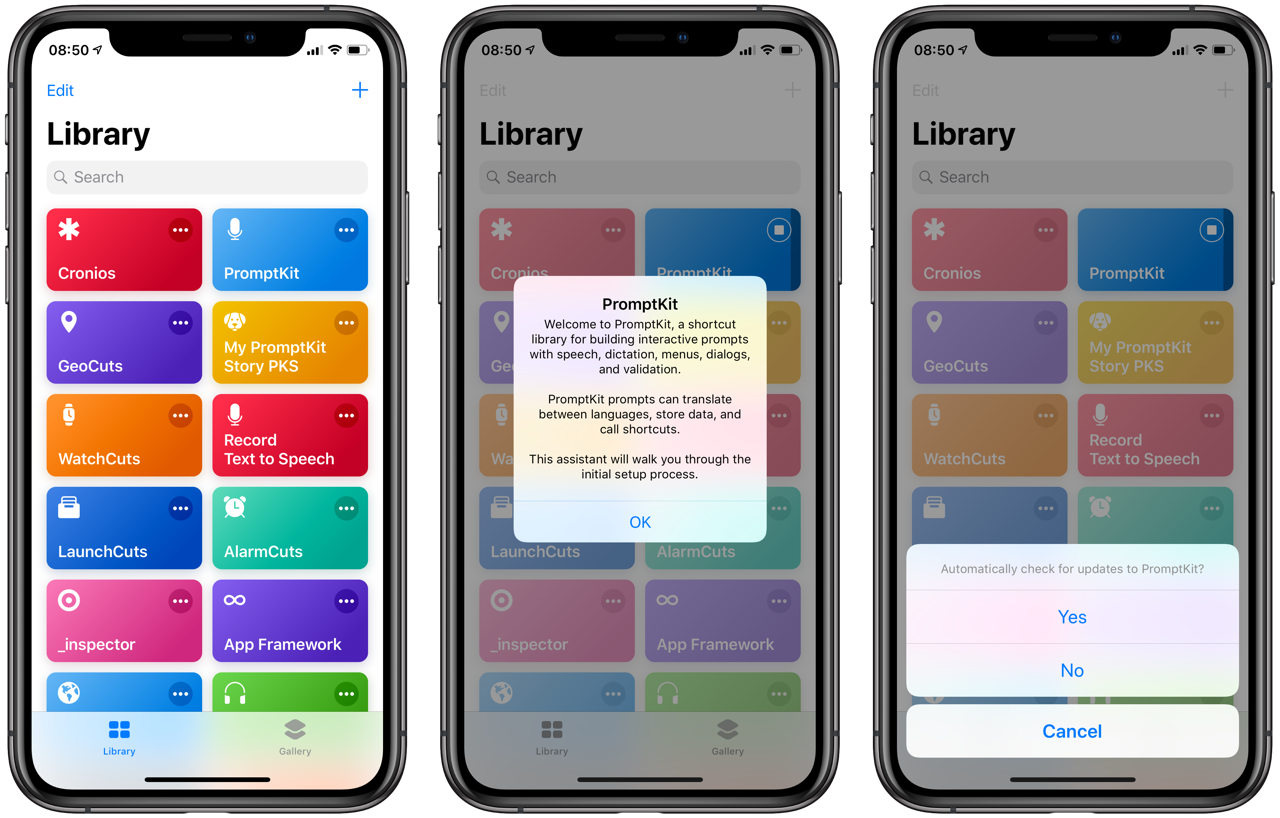 08:50
Edit
Library
Search
Cronios
PromptKit
GeoCuts
My PromptKit
Story PKS
WatchCuts
Record
Text to Speech
LaunchCuts
AlarmCuts
_inspector
App Framework
Library
Gallery
08:50
Edit
Library
Search
Cronios
PromptKit
PromptKit
Welcome to PromptKit, a shortcut
library for building interactive prompts
with speech, dictation, menus, dialogs,
and validation.
PromptKit prompts can translate
between languages, store data, and
call shortcuts.
This assistant will walk you through the
initial setup process.
OK
Ge
Wa
LaunchCuts
AlarmCuts
_inspector
App Framework
Library
Gallery
08:50
Edit
Library
Search
Cronios
PromptKit
GeoCuts
My PromptKit
Story PKS
WatchCuts
Record
Text to Speech
Automatically check for updates to PromptKit?
Yes
No
Cancel